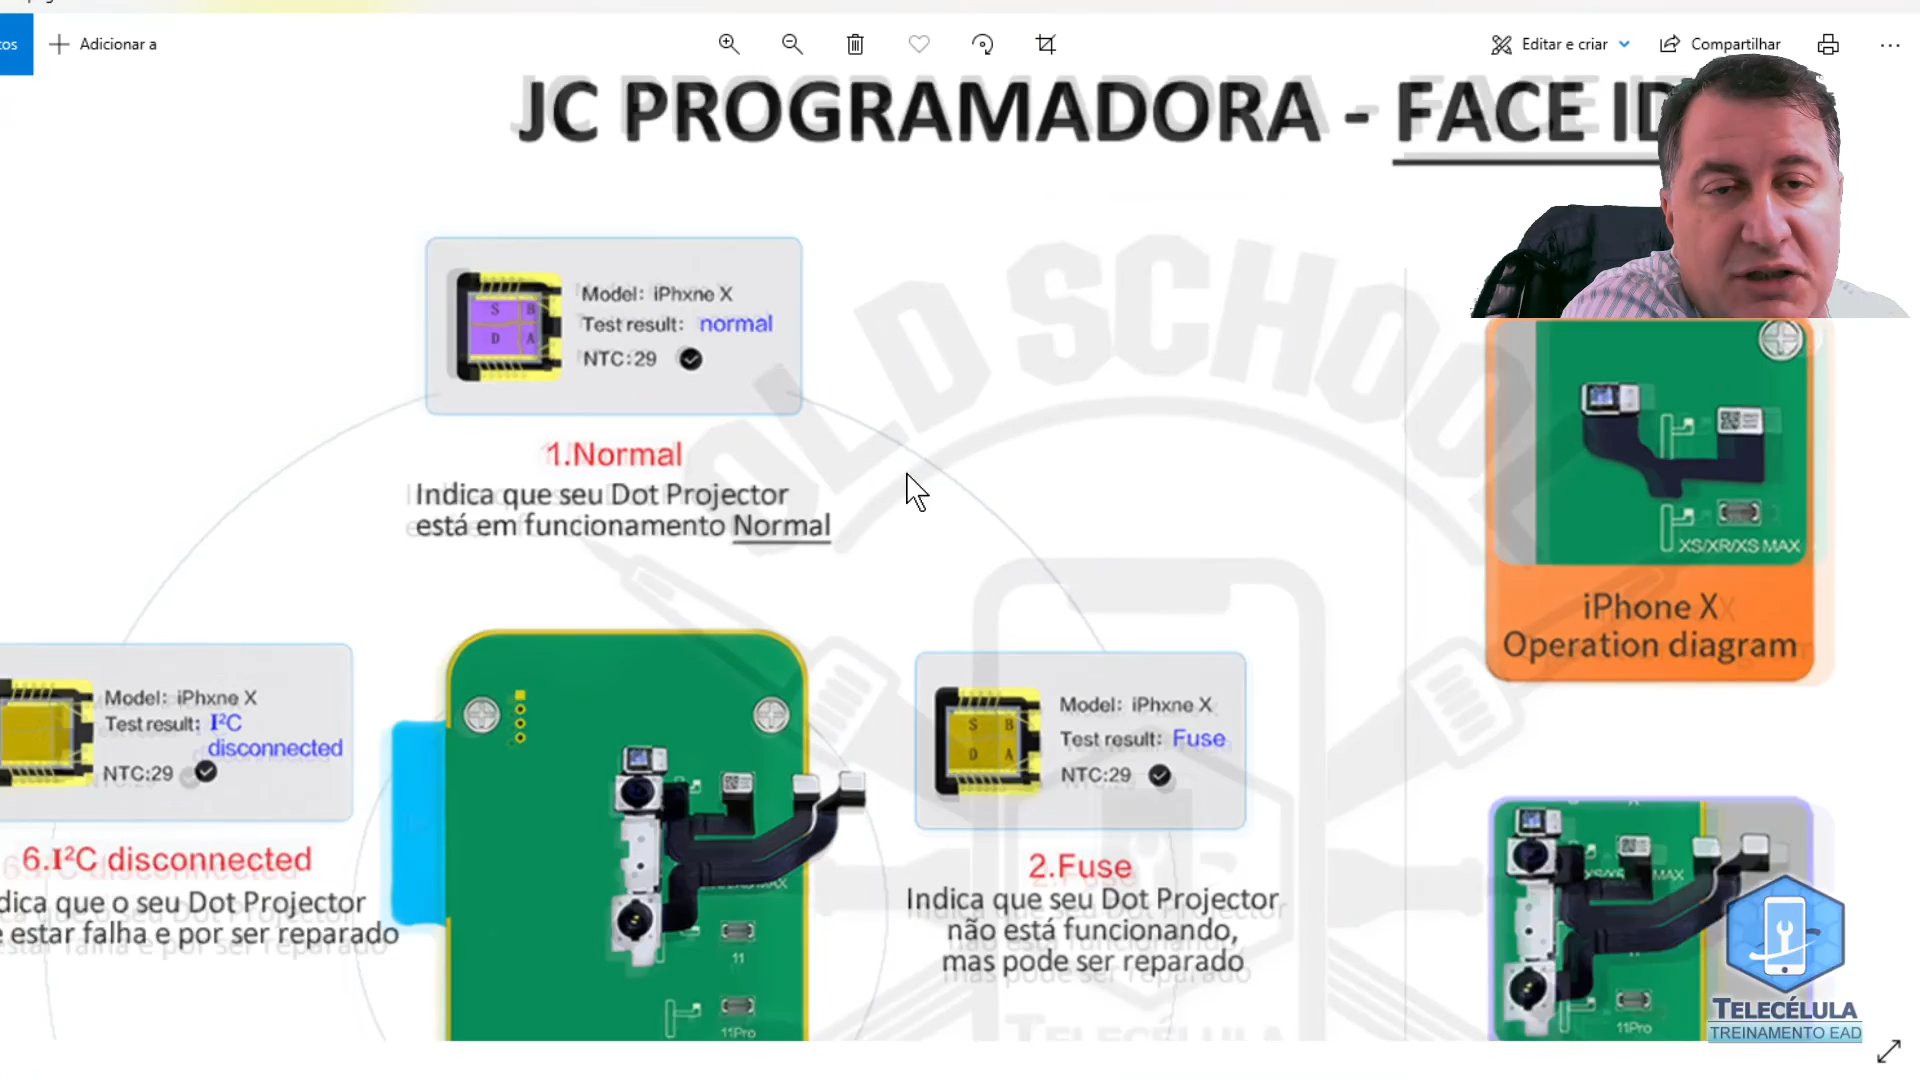 tos
Adicionar a
Editar e criar
Compartilhar
JC PROGRAMADORA - FACE ID
OLD SCHOOL
S B
D A
Model: iPhxne X
Test result: normal
NTC:29
1.Normal
Indica que seu Dot Projector
está em funcionamento Normal
XS/XR/XS MAX
iPhone X
Operation diagram
Model: iPhxne X
Test result: I²C
disconnected
NTC:29
6.I²C disconnected
dica que o seu Dot Projector
e estar falha e por ser reparado
11
11Pro
S B
D A
Model: iPhxne X
Test result: Fuse
NTC:29
2.Fuse
Indica que seu Dot Projector
não está funcionando,
mas pode ser reparado
MAX
11Pro
TELECÉLULA
TREINAMENTO EAD